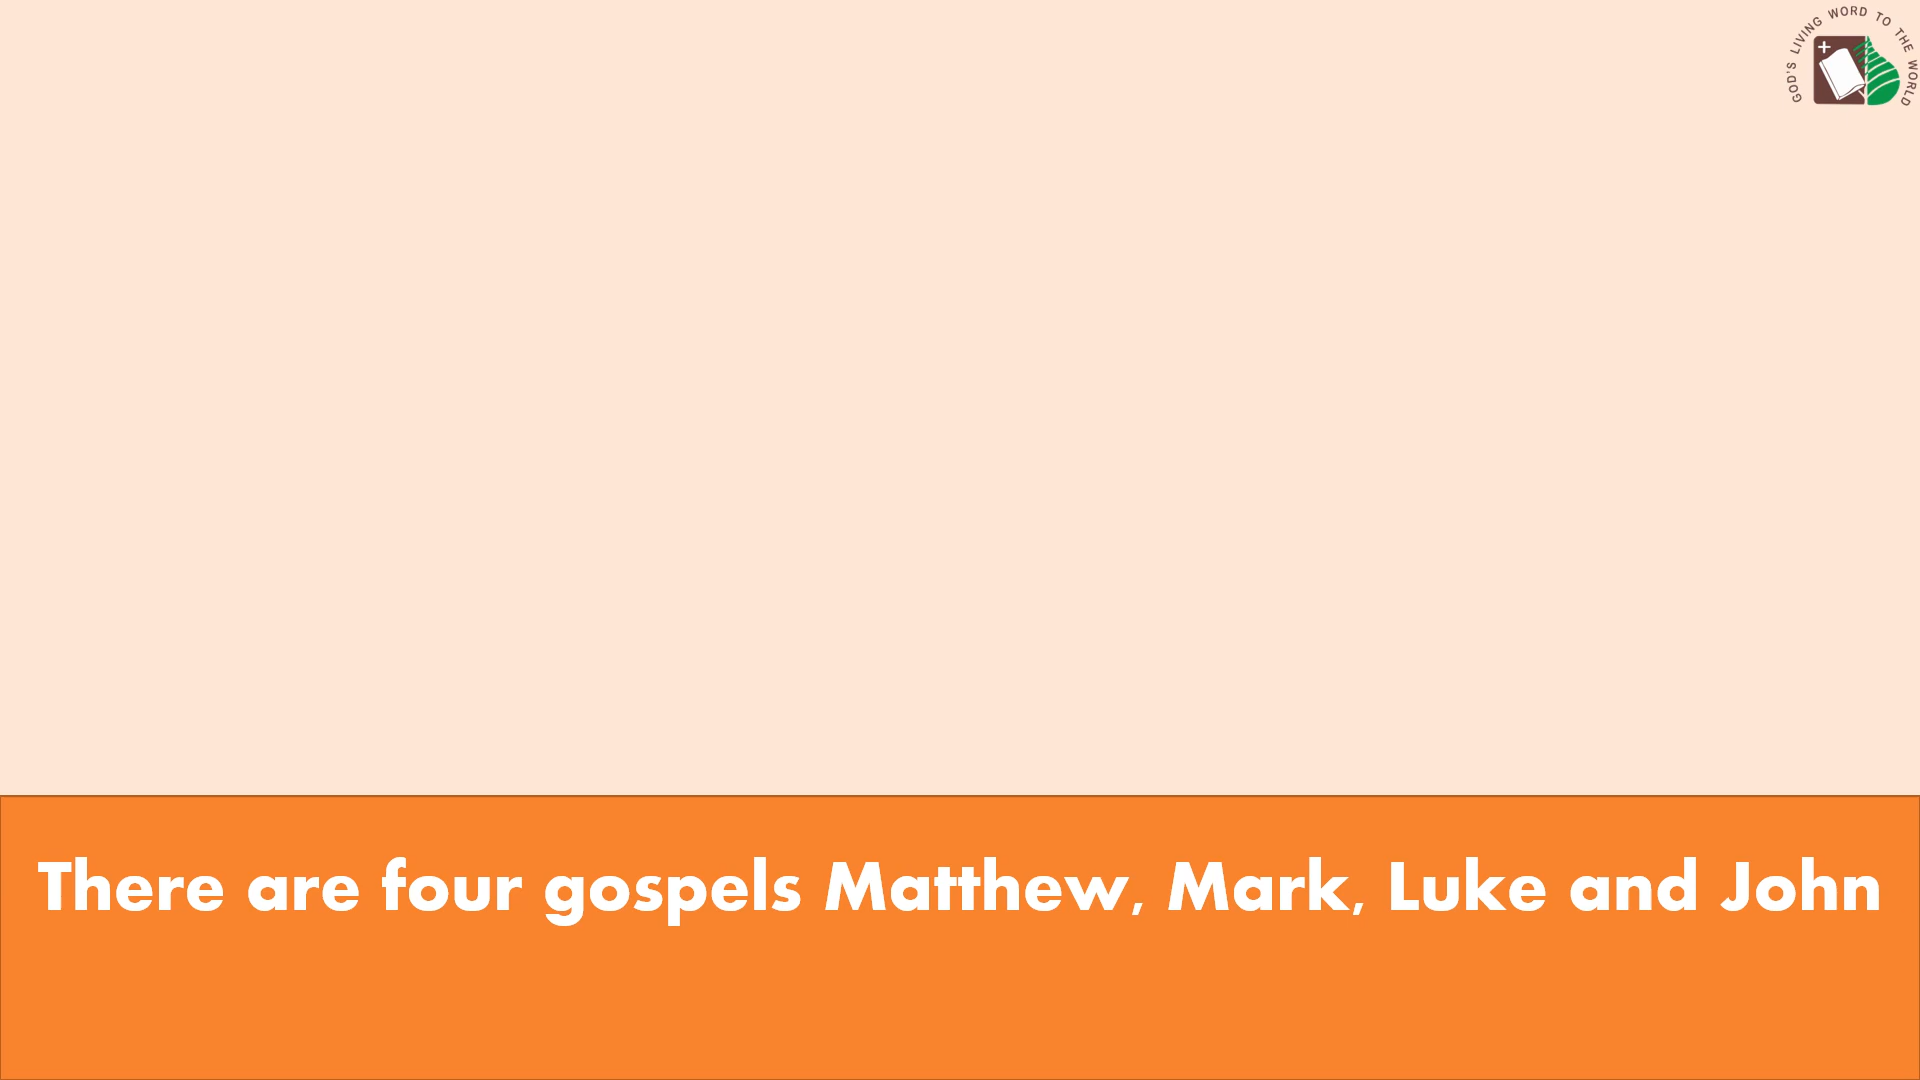 GOD'S LIVING WORD TO THE WORLD
There are four gospels Matthew, Mark, Luke and John